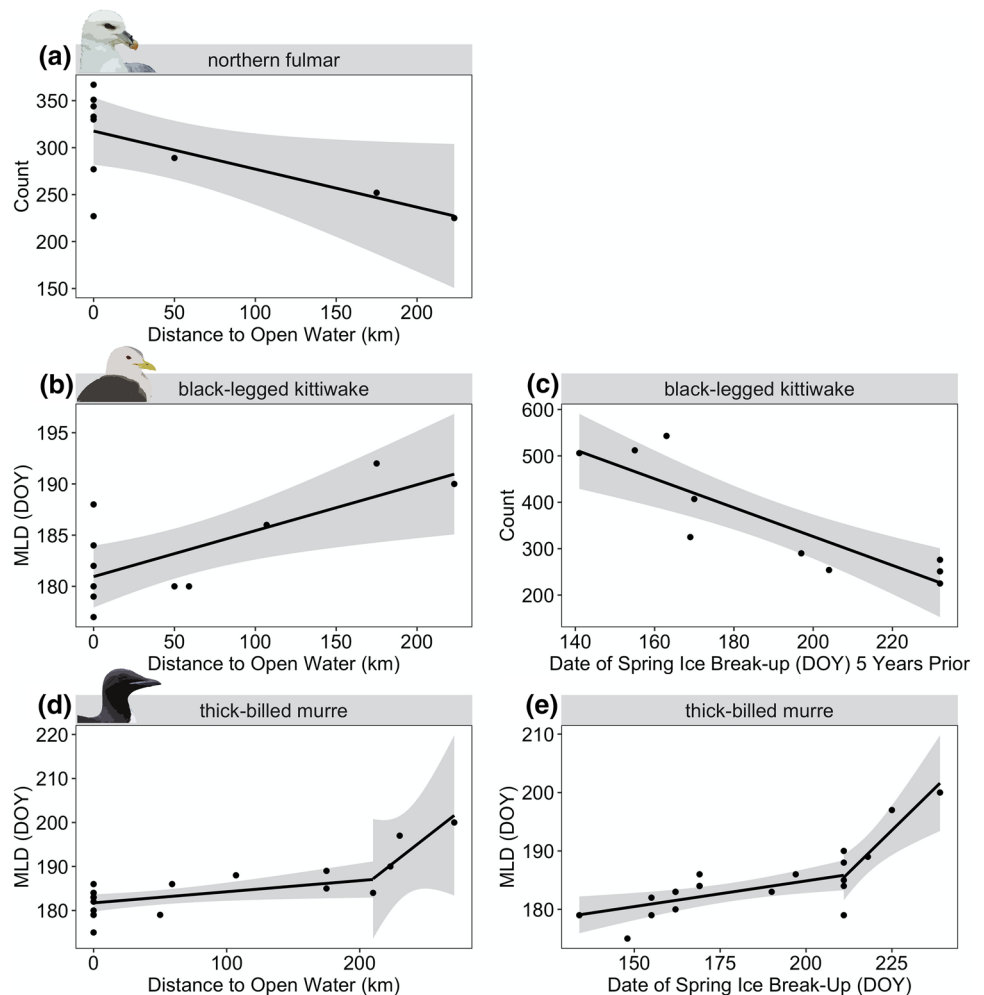 (a)
northern fulmar
350
300
250
200
150
Count
0 50 100 150 200
Distance to Open Water (km)
(b)
black-legged kittiwake
195
190
185
180
MLD (DOY)
0 50 100 150 200
Distance to Open Water (km)
(c)
black-legged kittiwake
600
500
400
300
200
Count
140 160 180 200 220
Date of Spring Ice Break-up (DOY) 5 Years Prior
(d)
thick-billed murre
220
210
200
190
180
MLD (DOY)
0 100 200
Distance to Open Water (km)
(e)
thick-billed murre
210
200
190
180
MLD (DOY)
150 175 200 225
Date of Spring Ice Break-Up (DOY)